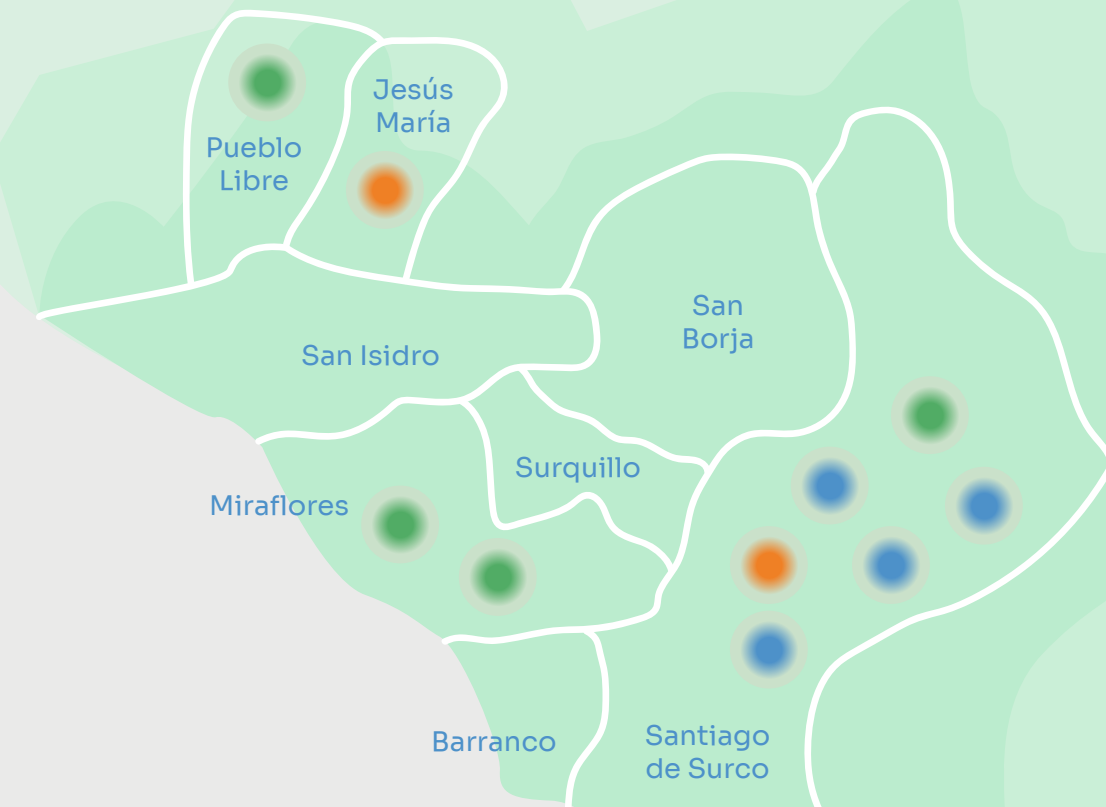 Jesús
María
Pueblo
Libre
San
Borja
San Isidro
Surquillo
Miraflores
Barranco
Santiago
de Surco